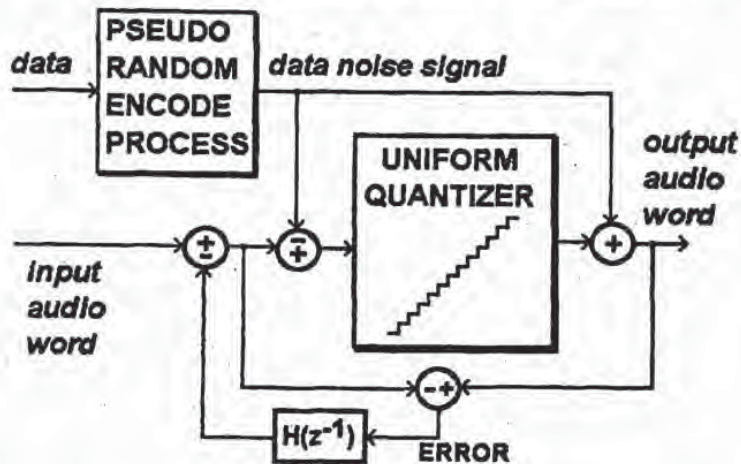 PSEUDO
RANDOM
ENCODE
PROCESS
data
data noise signal
UNIFORM
QUANTIZER
output
audio
word
±
input
audio
word
- +
+
- +
H(z⁻¹)
ERROR